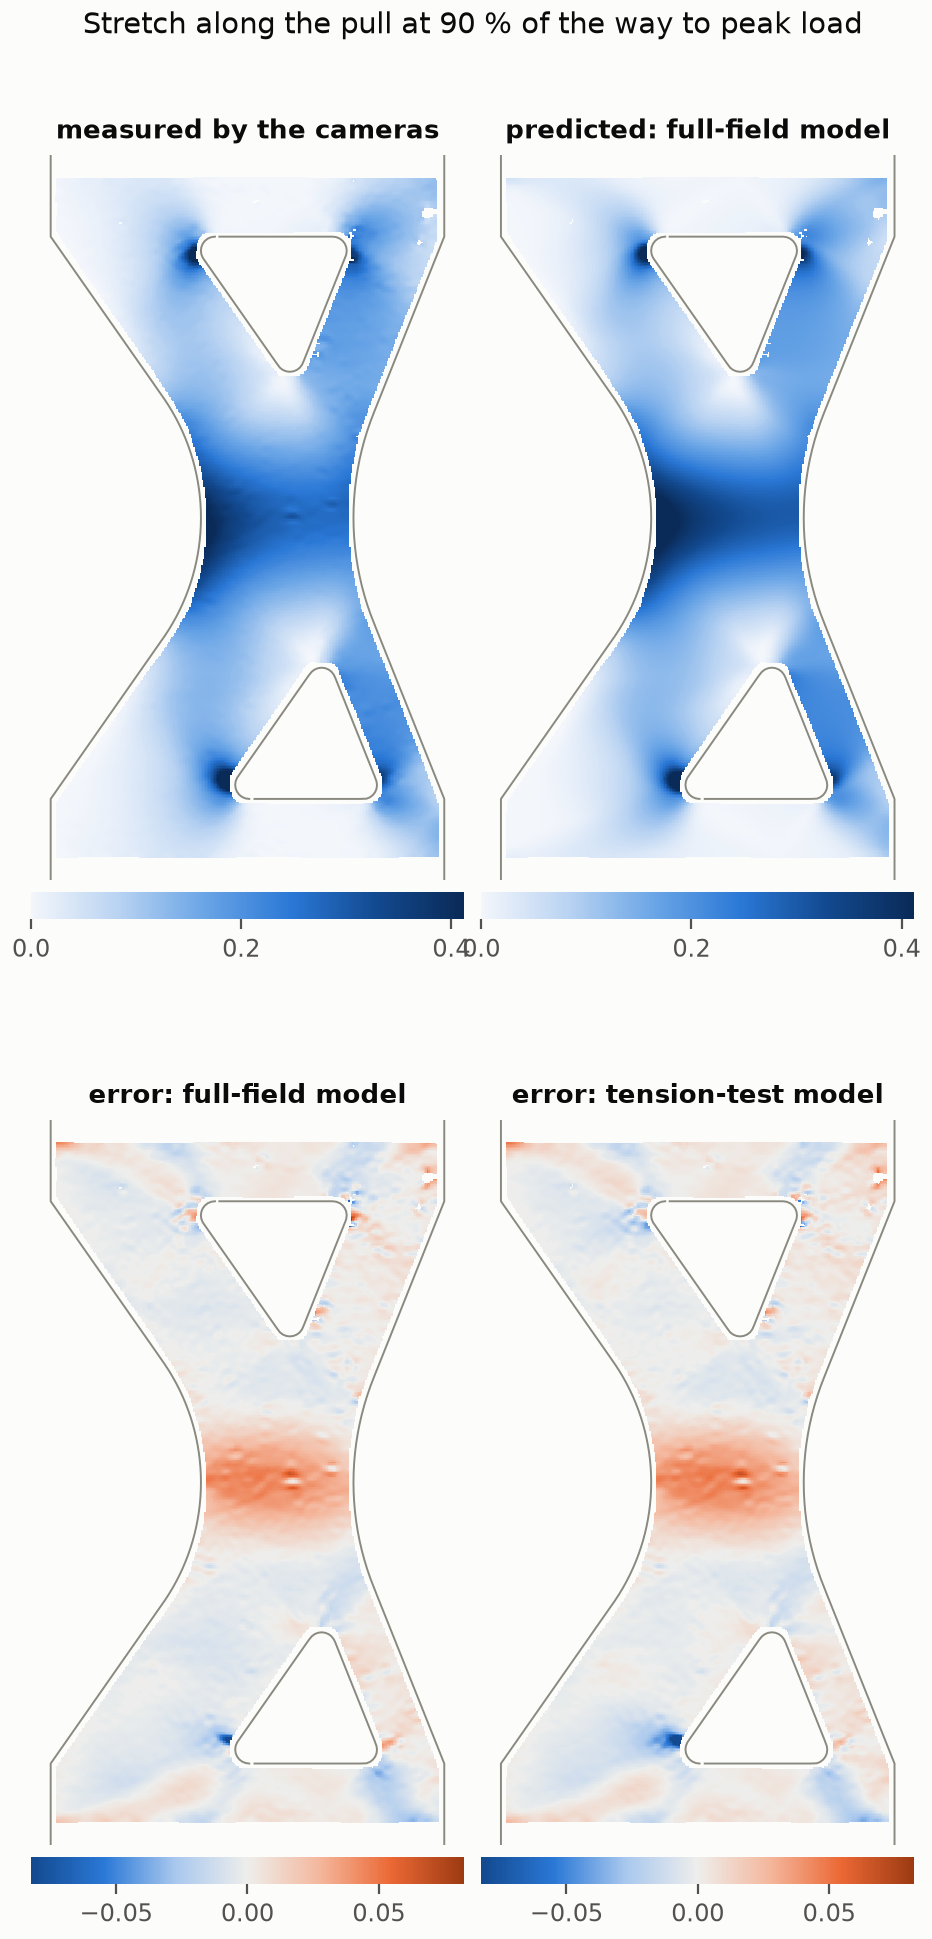 Stretch along the pull at 90 % of the way to peak load
measured by the cameras
predicted: full-field model
0.0 0.2 0.4
0.0 0.2 0.4
error: full-field model
error: tension-test model
−0.05 0.00 0.05
−0.05 0.00 0.05